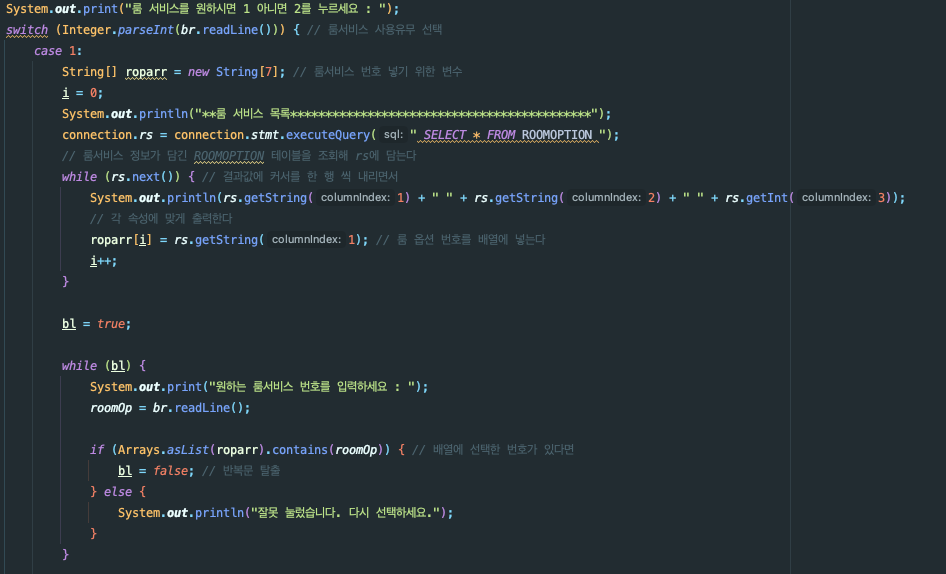 System.out.print("룸 서비스를 원하시면 1 아니면 2를 누르세요 : ");
switch (Integer.parseInt(br.readLine())) { // 룸서비스 사용유무 선택
case 1:
String[] roparr = new String[7]; // 룸서비스 번호 넣기 위한 변수
i = 0;
System.out.println("**룸 서비스 목록*******************************************");
connection.rs = connection.stmt.executeQuery( sql: " SELECT * FROM ROOMOPTION ");
// 룸서비스 정보가 담긴 ROOMOPTION 테이블을 조회해 rs에 담는다
while (rs.next()) { // 결과값에 커서를 한 행 씩 내리면서
System.out.println(rs.getString( columnIndex: 1) + " " + rs.getString( columnIndex: 2) + " " + rs.getInt( columnIndex: 3));
// 각 속성에 맞게 출력한다
roparr[i] = rs.getString( columnIndex: 1); // 룸 옵션 번호를 배열에 넣는다
i++;
}
bl = true;
while (bl) {
System.out.print("원하는 룸서비스 번호를 입력하세요 : ");
roomOp = br.readLine();
if (Arrays.asList(roparr).contains(roomOp)) { // 배열에 선택한 번호가 있다면
bl = false; // 반복문 탈출
} else {
System.out.println("잘못 눌렀습니다. 다시 선택하세요.");
}
}